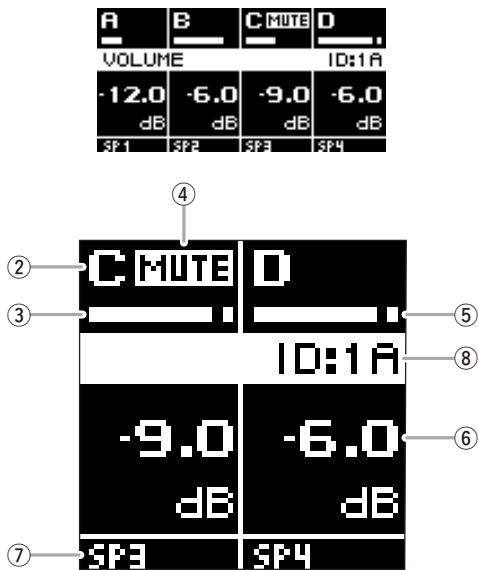 A B C MUTE D
VOLUME ID:1A
-12.0 -6.0 -9.0 -6.0
dB dB dB dB
SP1 SP2 SP3 SP4
④
② C MUTE D
③ ⑤
ID:1A ⑧
-9.0 -6.0 ⑥
dB dB
⑦ SP3 SP4